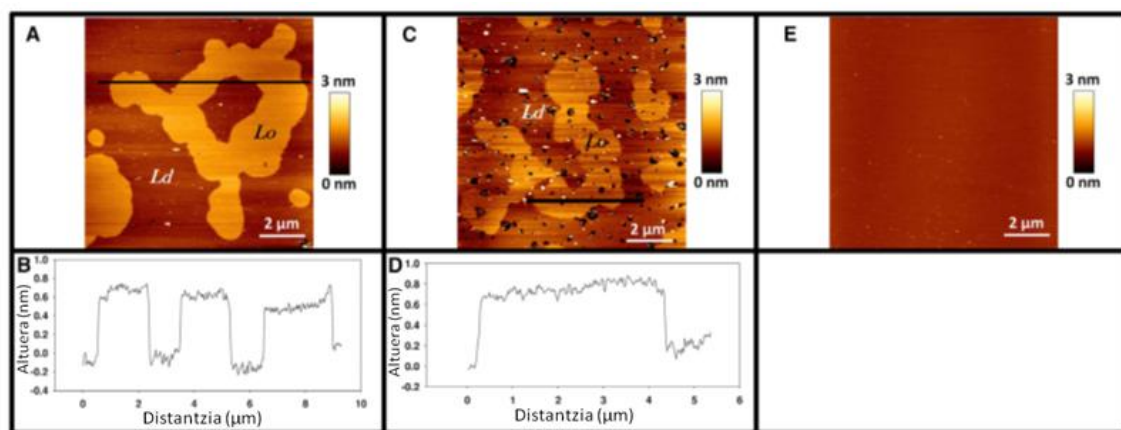 A
3 nm
0 nm
Lo
Ld
2 µm
C
3 nm
0 nm
Ld
Lo
2 µm
E
3 nm
0 nm
2 µm
B
1.0
0.8
0.6
0.4
0.2
0.0
-0.2
-0.4
Altuera (nm)
0 2 4 6 8 10
Distantzia (µm)
D
1.0
0.8
0.6
0.4
0.2
0.0
-0.2
Altuera (nm)
0 1 2 3 4 5 6
Distantzia (µm)